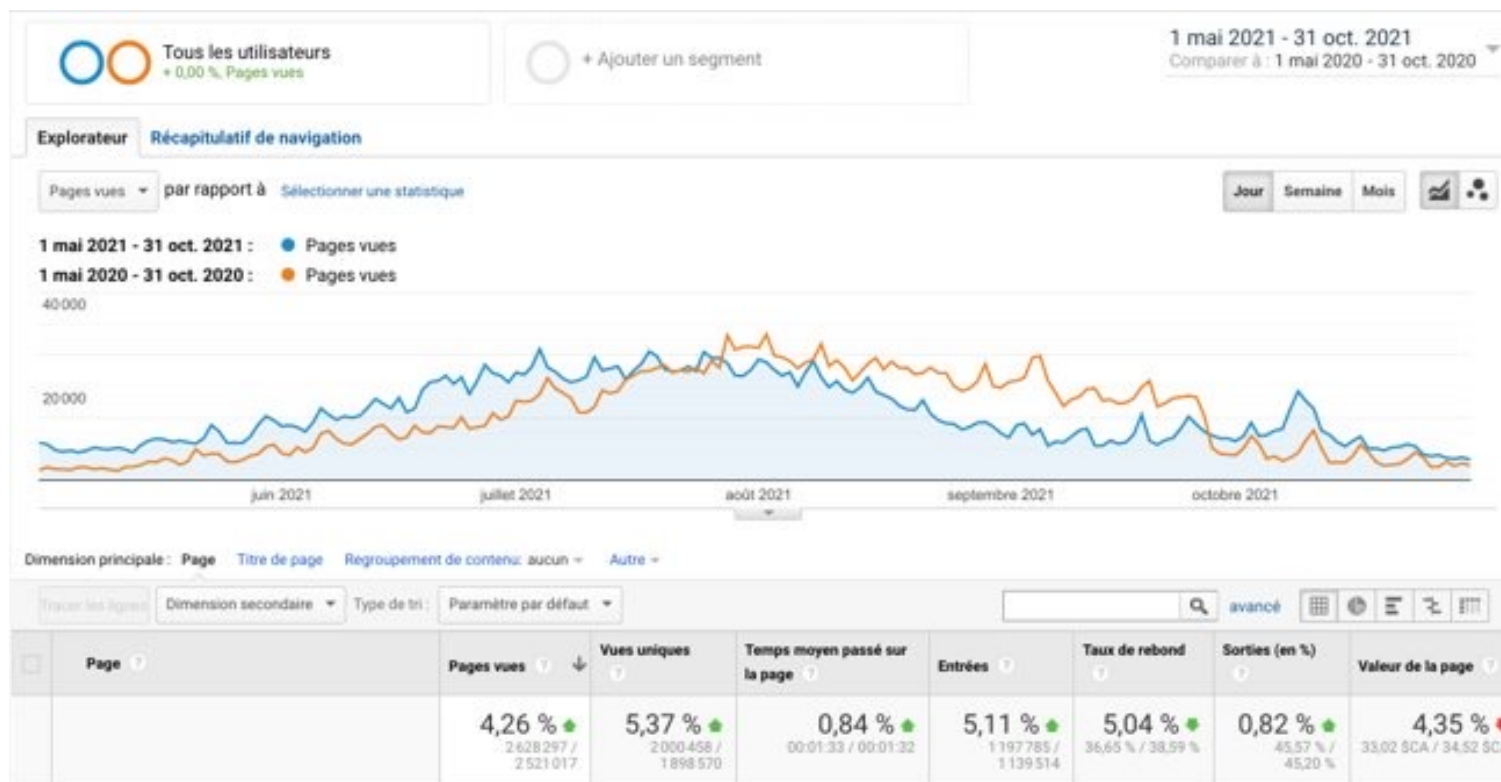 Tous les utilisateurs
+ 0,00 %, Pages vues
+ Ajouter un segment
1 mai 2021 - 31 oct. 2021
Comparer à : 1 mai 2020 - 31 oct. 2020
Explorateur Récapitulatif de navigation
Pages vues par rapport à Sélectionner une statistique
Jour Semaine Mois
1 mai 2021 - 31 oct. 2021 : Pages vues
1 mai 2020 - 31 oct. 2020 : Pages vues
40 000
20 000
juin 2021 juillet 2021 août 2021 septembre 2021 octobre 2021
Dimension principale : Page Titre de page Regroupement de contenu: aucun Autre
Tracer les lignes Dimension secondaire Type de tri : Paramètre par défaut avancé
Page ? Pages vues ? Vues uniques ? Temps moyen passé sur la page ? Entrées ? Taux de rebond ? Sorties (en %) ? Valeur de la page ?
4,26 % 5,37 % 0,84 % 5,11 % 5,04 % 0,82 % 4,35 %
2 628 297 / 2 000 458 / 00:01:33 / 00:01:32 1 197 785 / 36,65 % / 38,59 % 45,57 % / 33,02 $CA / 34,52 $C
2 521 017 1 898 570 1 139 514 45,20 %